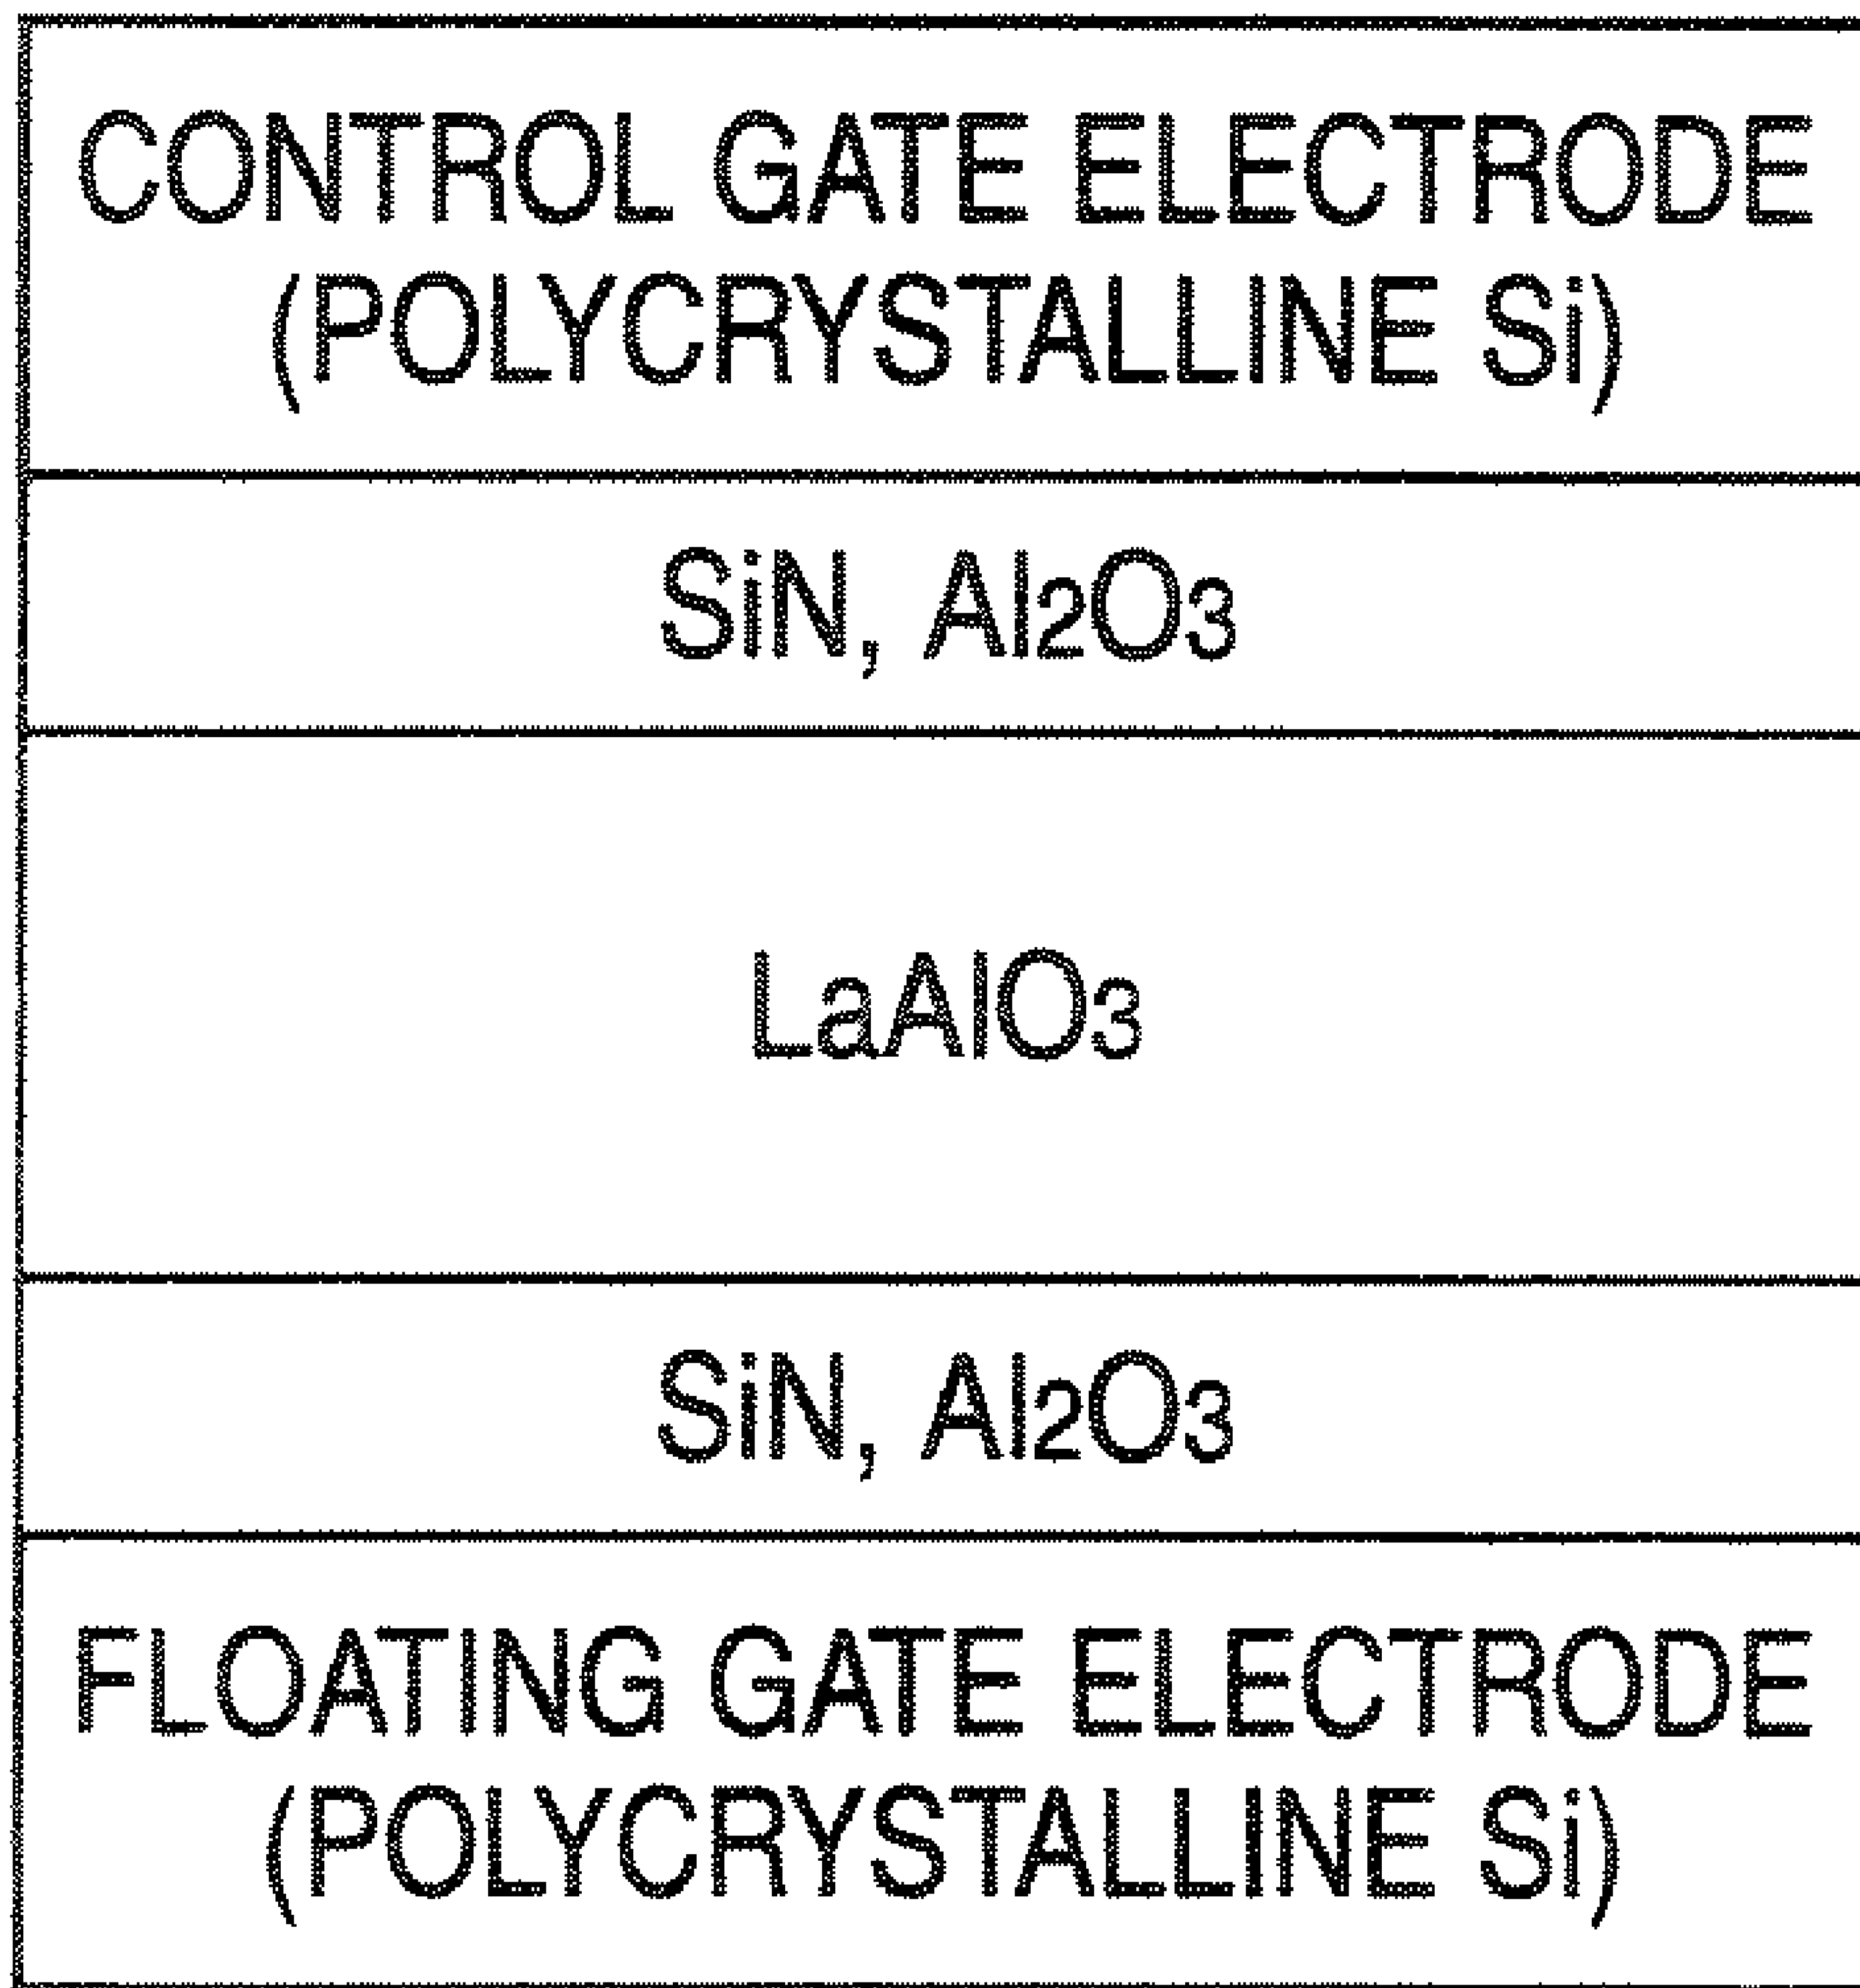 CONTROL GATE ELECTRODE
(POLYCRYSTALLINE Si)
SiN, Al2O3
LaAlO3
SiN, Al2O3
FLOATING GATE ELECTRODE
(POLYCRYSTALLINE Si)